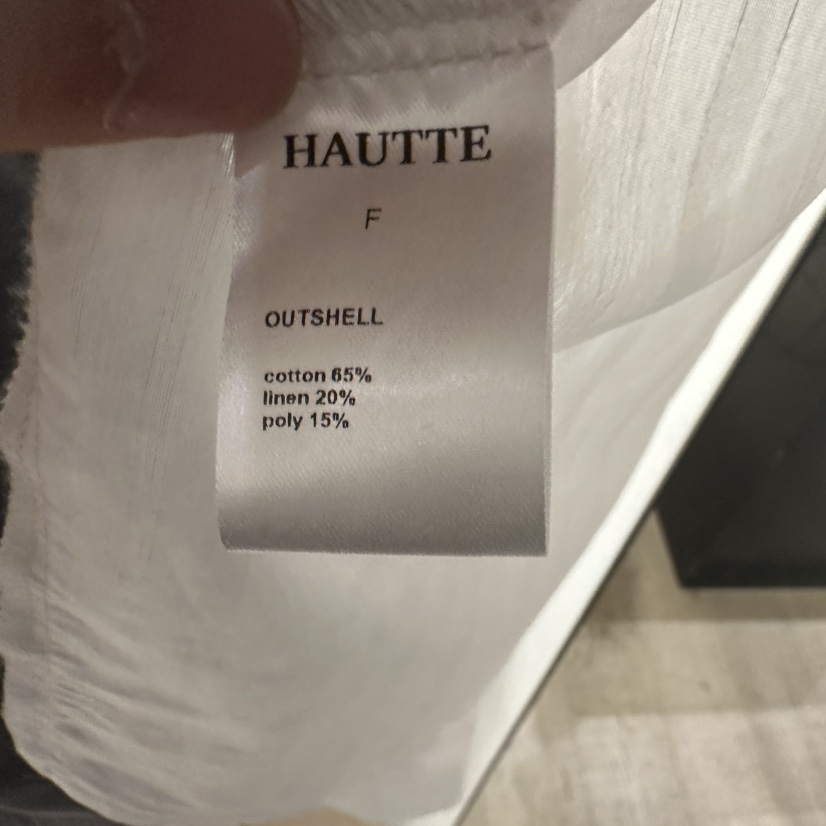 HAUTTE
F
OUTSHELL
cotton 65%
linen 20%
poly 15%